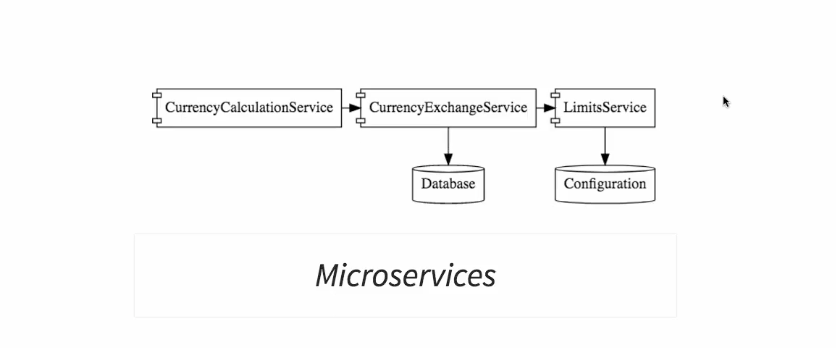 CurrencyCalculationService CurrencyExchangeService LimitsService
Database Configuration
Microservices